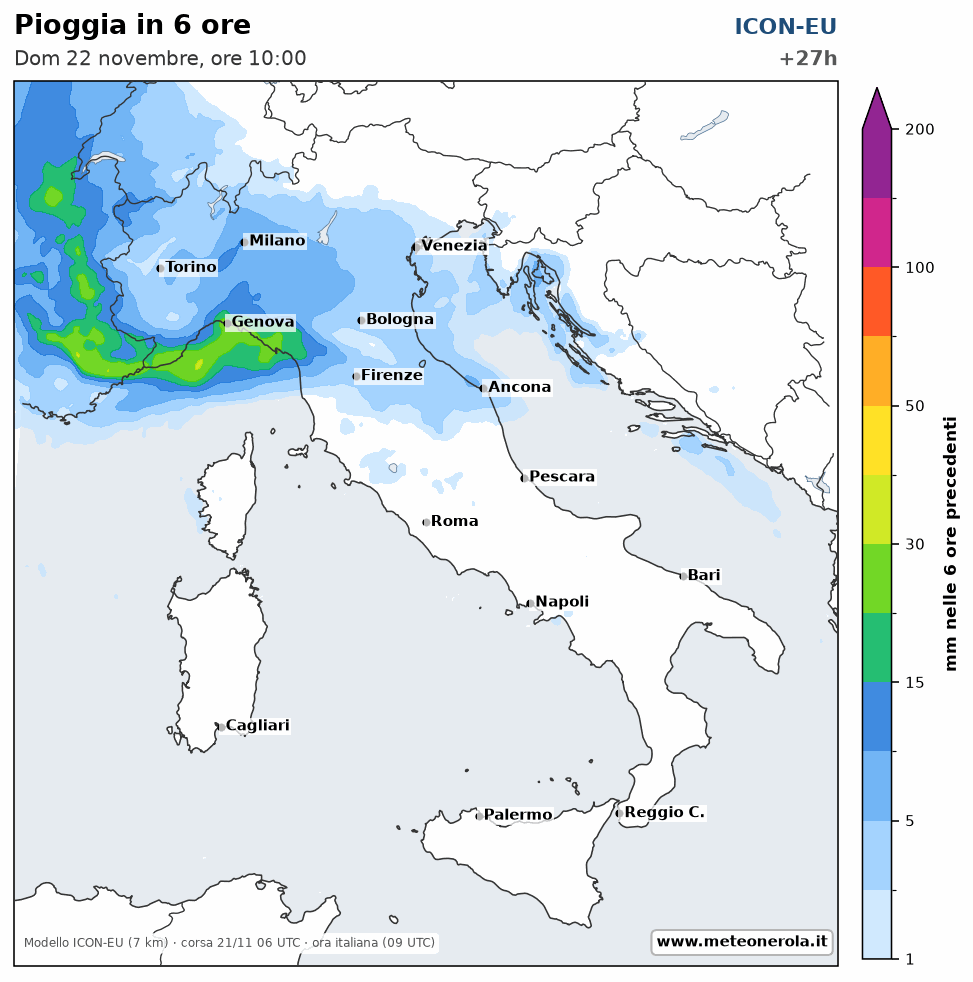 Pioggia in 6 ore
ICON-EU
Dom 22 novembre, ore 10:00
+27h
200
Milano
Venezia
Torino
100
Genova
Bologna
Firenze
Ancona
50
Pescara
Roma
30
Bari
Napoli
15
Cagliari
Palermo
Reggio C.
5
mm nelle 6 ore precedenti
Modello ICON-EU (7 km) · corsa 21/11 06 UTC · ora italiana (09 UTC)
www.meteonerola.it
1